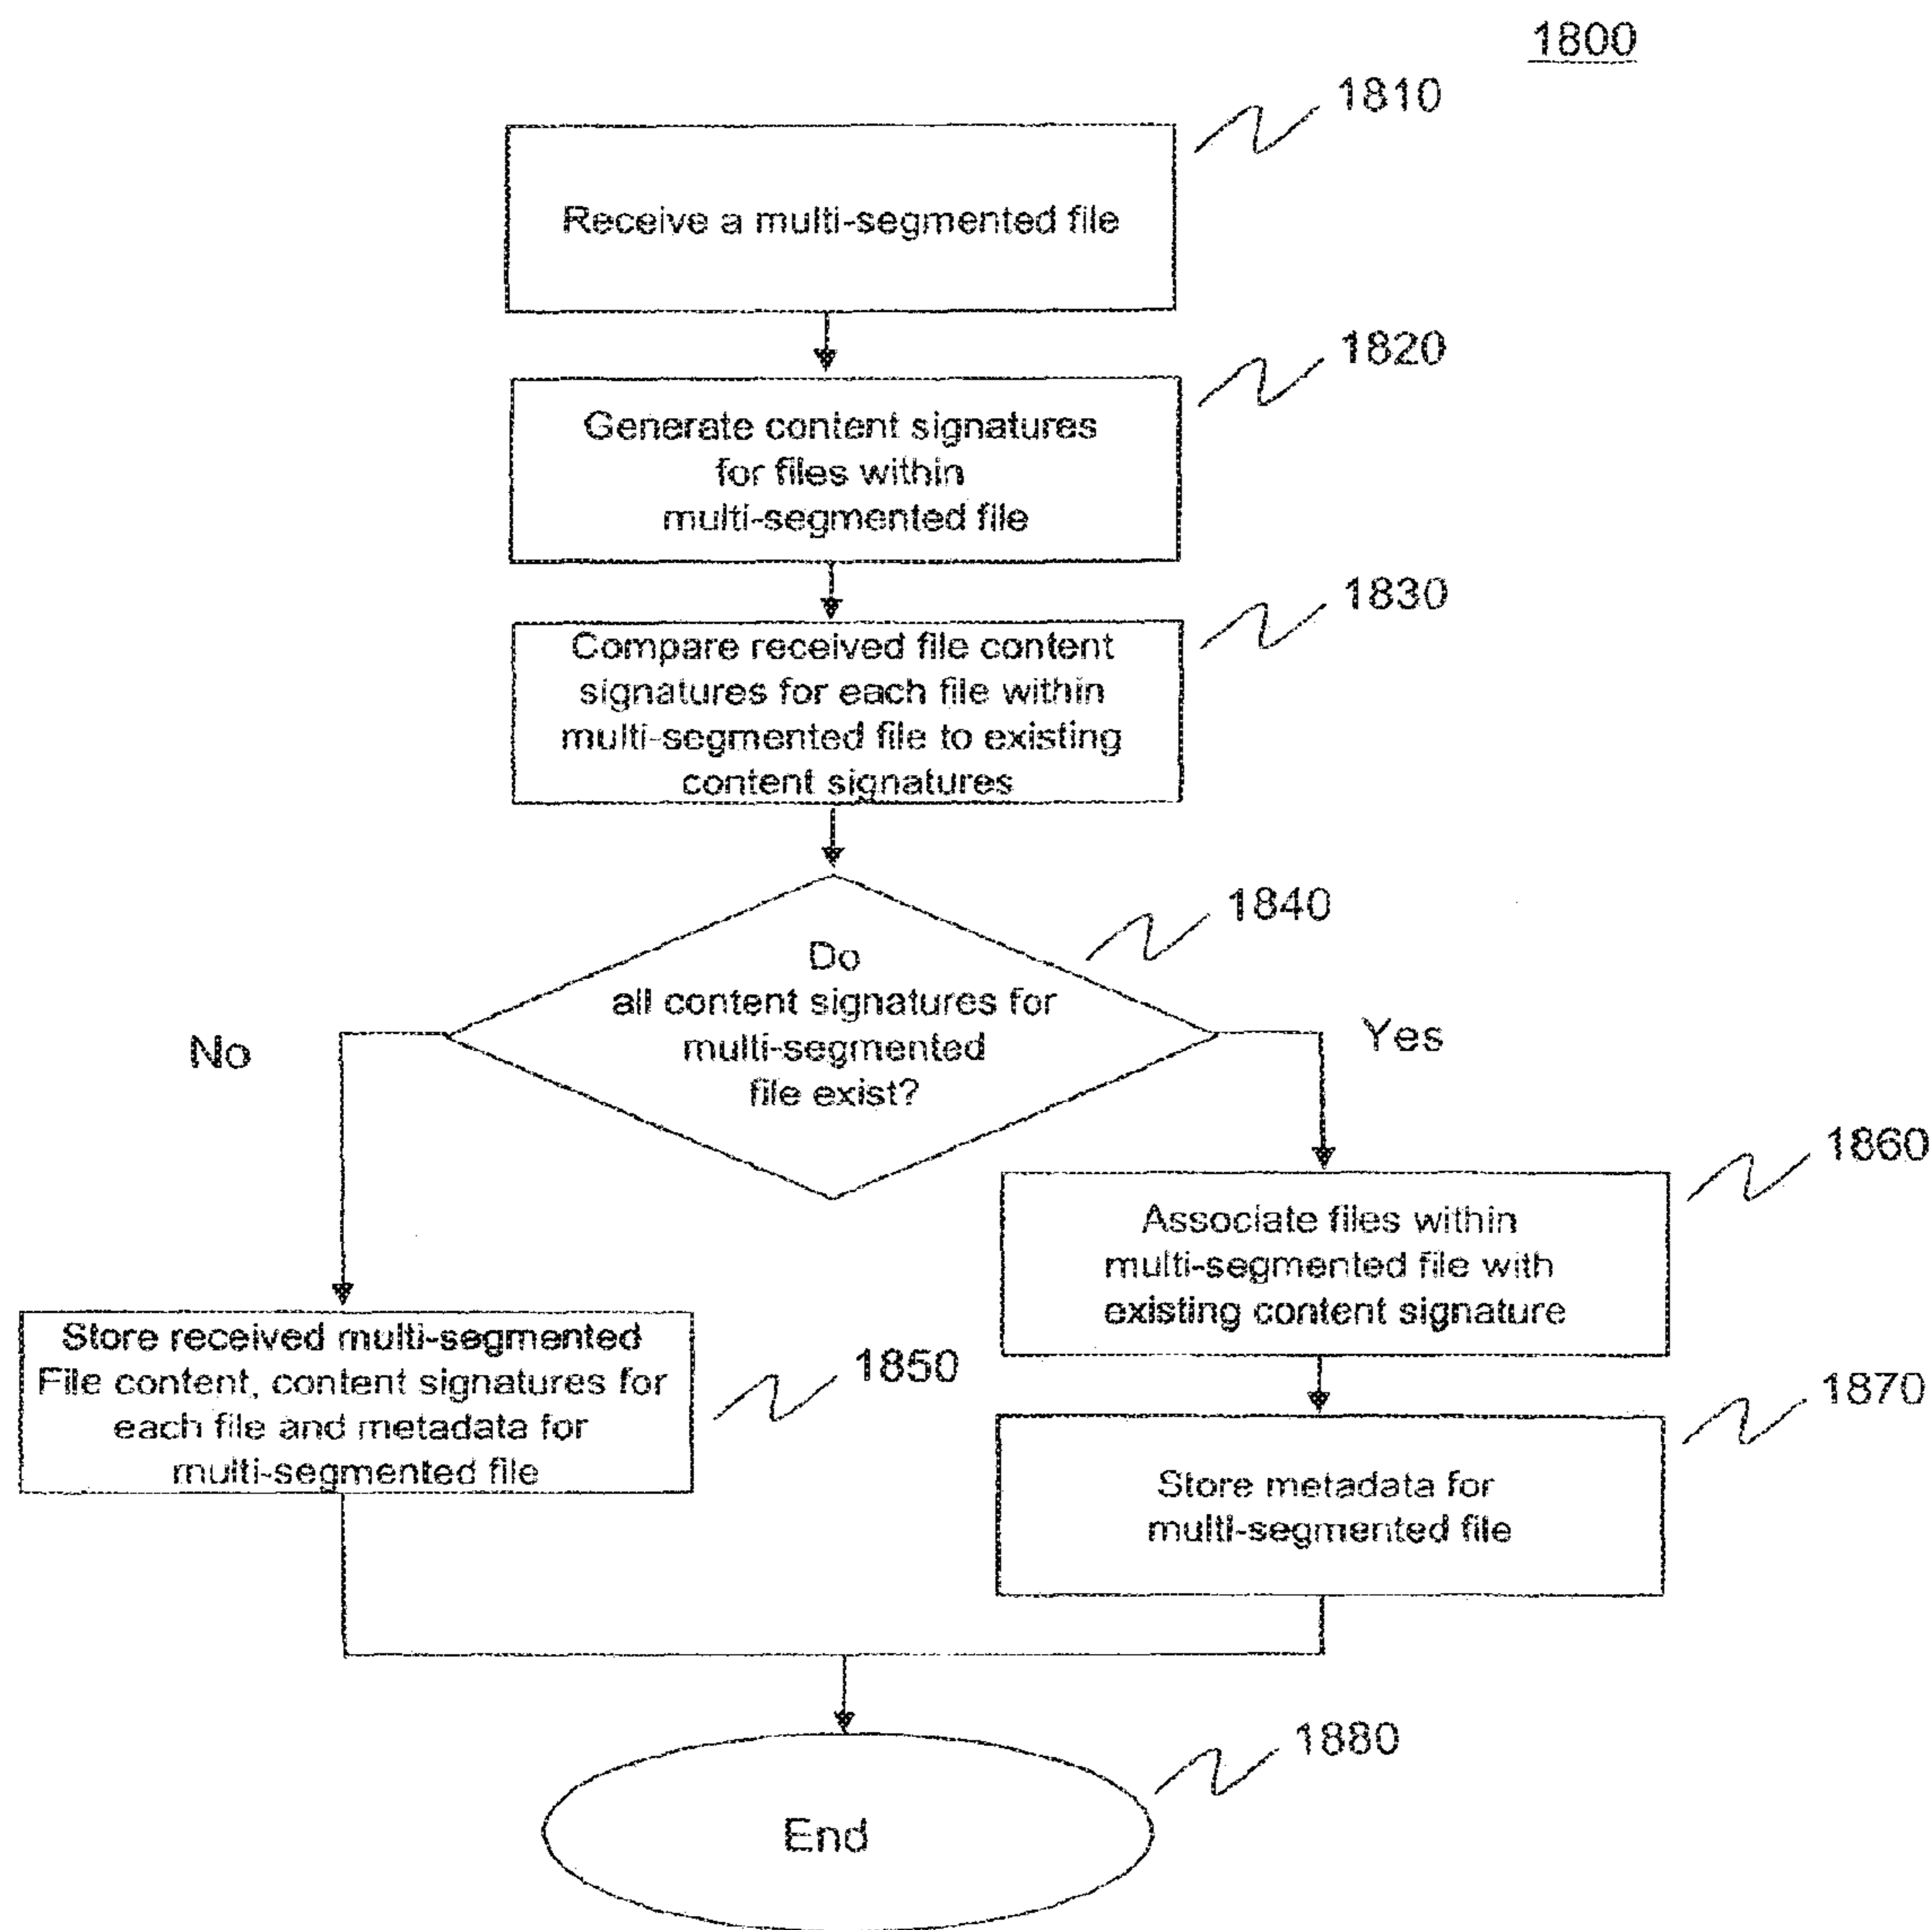 1800
1810
Receive a multi-segmented file
1820
Generate content signatures
for files within
multi-segmented file
1830
Compare received file content
signatures for each file within
multi-segmented file to existing
content signatures
1840
Do
all content signatures for
multi-segmented
file exist?
No
Yes
1860
Associate files within
multi-segmented file with
existing content signature
1850
Store received multi-segmented
File content, content signatures for
each file and metadata for
multi-segmented file
1870
Store metadata for
multi-segmented file
1880
End